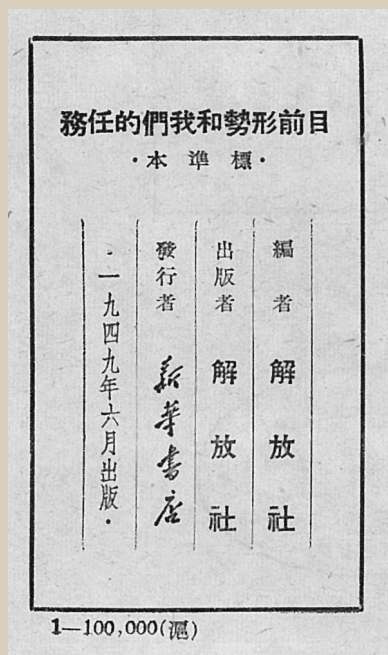 目前形勢和我們的任務
·標準本·
編者 解放社
出版者 解放社
發行者 新華書店
·一九四九年六月出版·
1—100,000(滬)